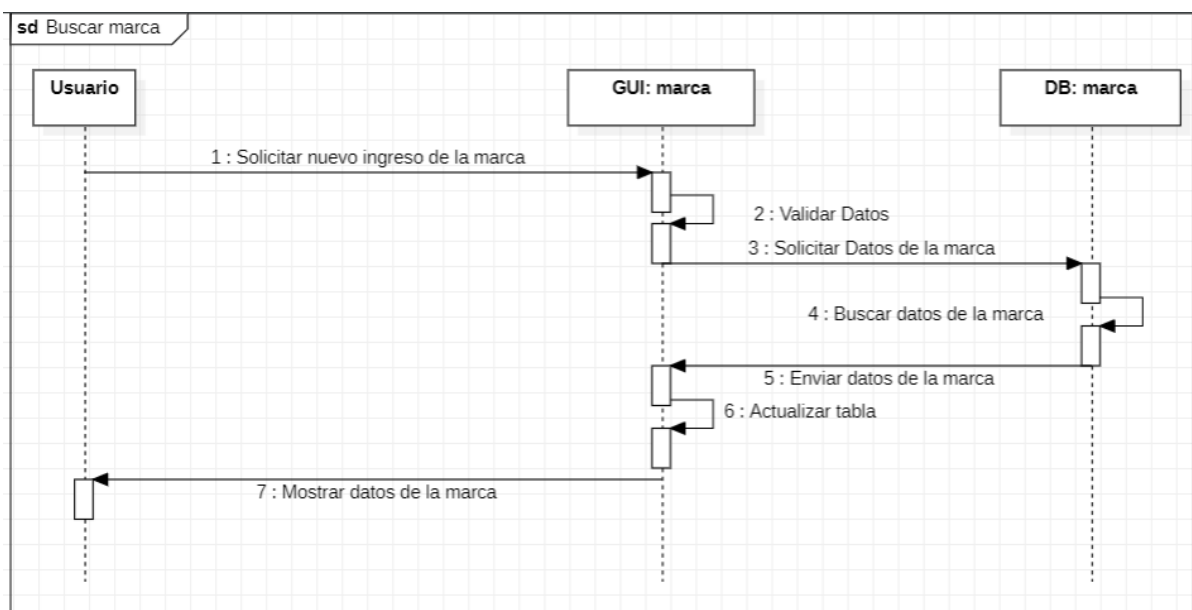 sd Buscar marca
Usuario
GUI: marca
DB: marca
1 : Solicitar nuevo ingreso de la marca
2 : Validar Datos
3 : Solicitar Datos de la marca
4 : Buscar datos de la marca
5 : Enviar datos de la marca
6 : Actualizar tabla
7 : Mostrar datos de la marca